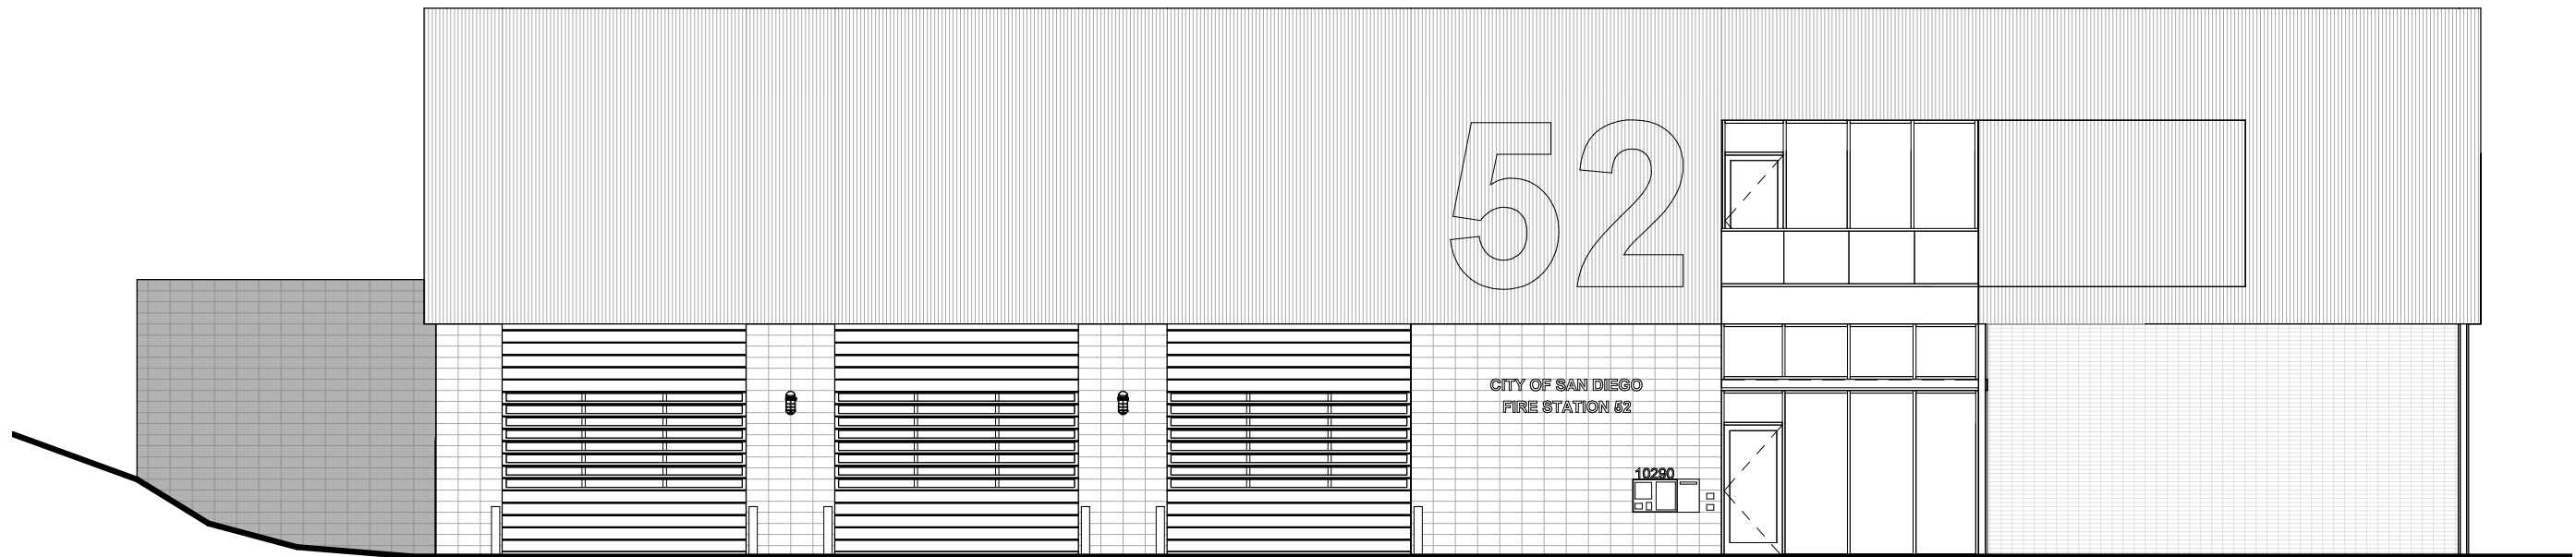 52
CITY OF SAN DIEGO
FIRE STATION 52
10290